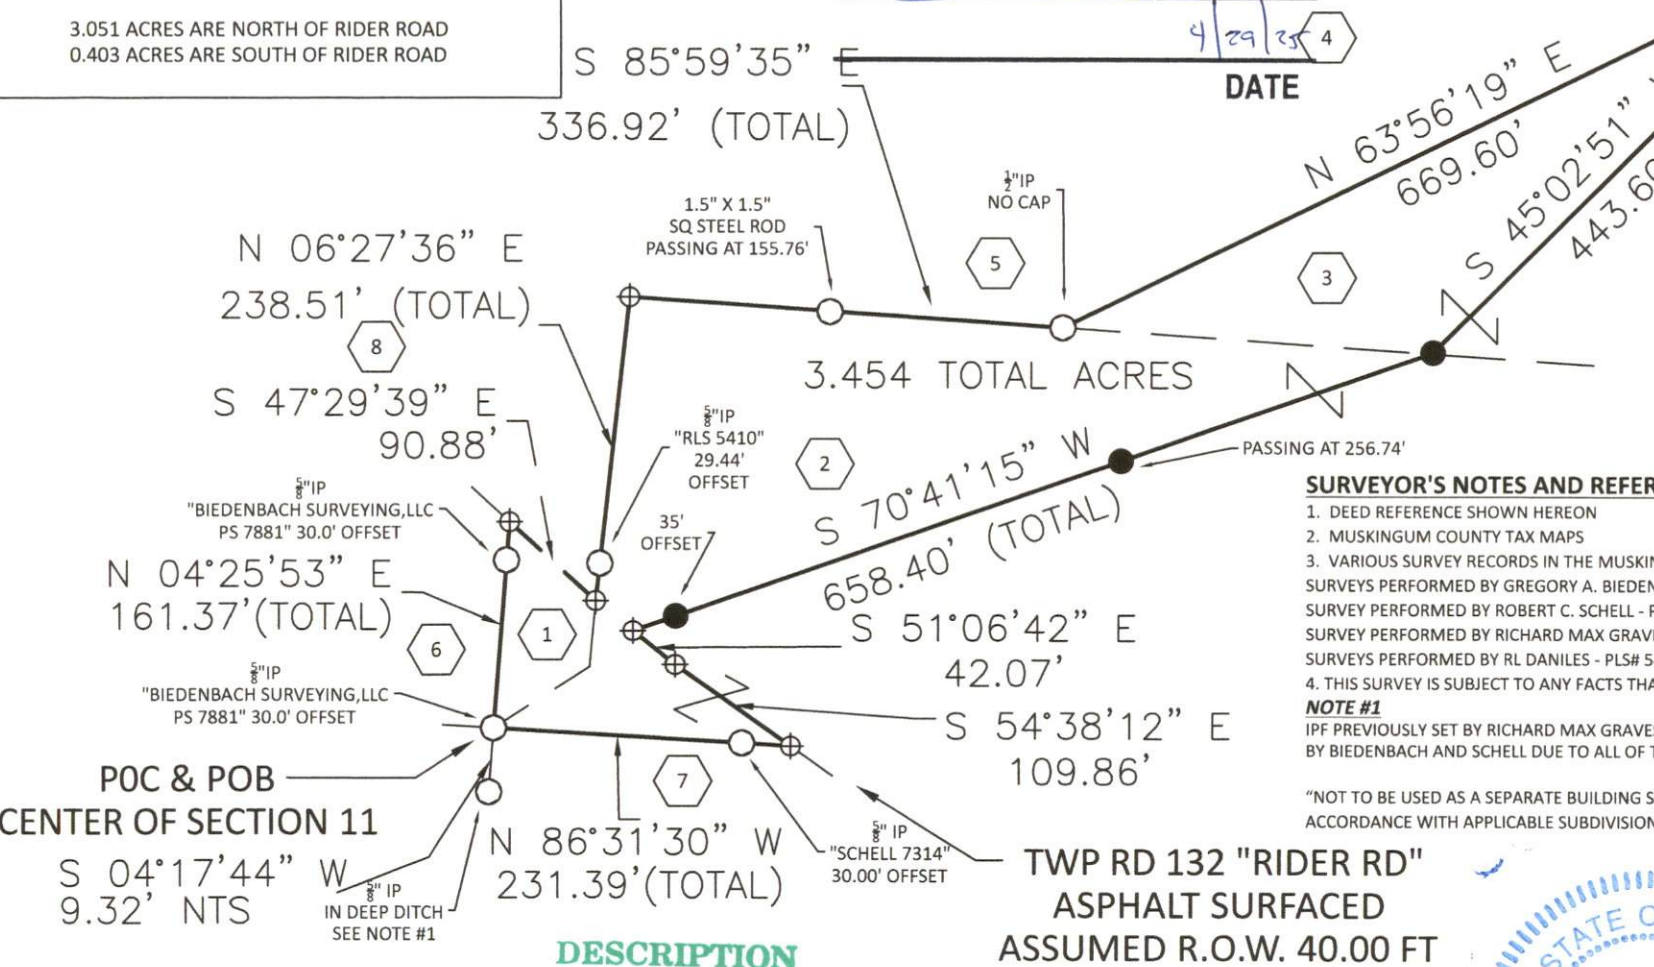 3.051 ACRES ARE NORTH OF RIDER ROAD
0.403 ACRES ARE SOUTH OF RIDER ROAD
4/29/25
4
DATE
S 85°59'35" E
336.92' (TOTAL)
N 63°56'19" E
669.60'
S 45°02'51"
443.60
1.5" X 1.5"
SQ STEEL ROD
PASSING AT 155.76'
½"IP
NO CAP
5
3
N 06°27'36" E
238.51' (TOTAL)
8
S 47°29'39" E
90.88'
3.454 TOTAL ACRES
⅝"IP
"RLS 5410"
29.44'
OFFSET
2
S 70°41'15" W
658.40' (TOTAL)
PASSING AT 256.74'
⅝"IP
"BIEDENBACH SURVEYING,LLC
PS 7881" 30.0' OFFSET
35'
OFFSET
N 04°25'53" E
161.37'(TOTAL)
1
6
S 51°06'42" E
42.07'
⅝"IP
"BIEDENBACH SURVEYING,LLC
PS 7881" 30.0' OFFSET
S 54°38'12" E
109.86'
POC & POB
CENTER OF SECTION 11
7
S 04°17'44" W
9.32' NTS
⅝" IP
IN DEEP DITCH
SEE NOTE #1
N 86°31'30" W
231.39'(TOTAL)
⅝" IP
"SCHELL 7314"
30.00' OFFSET
TWP RD 132 "RIDER RD"
ASPHALT SURFACED
ASSUMED R.O.W. 40.00 FT
SURVEYOR'S NOTES AND REFER
1. DEED REFERENCE SHOWN HEREON
2. MUSKINGUM COUNTY TAX MAPS
3. VARIOUS SURVEY RECORDS IN THE MUSKIN
SURVEYS PERFORMED BY GREGORY A. BIEDEN
SURVEY PERFORMED BY ROBERT C. SCHELL - P
SURVEY PERFORMED BY RICHARD MAX GRAVE
SURVEYS PERFORMED BY RL DANILES - PLS# 5
4. THIS SURVEY IS SUBJECT TO ANY FACTS THA
NOTE #1
IPF PREVIOUSLY SET BY RICHARD MAX GRAVES
BY BIEDENBACH AND SCHELL DUE TO ALL OF T
"NOT TO BE USED AS A SEPARATE BUILDING S
ACCORDANCE WITH APPLICABLE SUBDIVISION
DESCRIPTION
STATE O